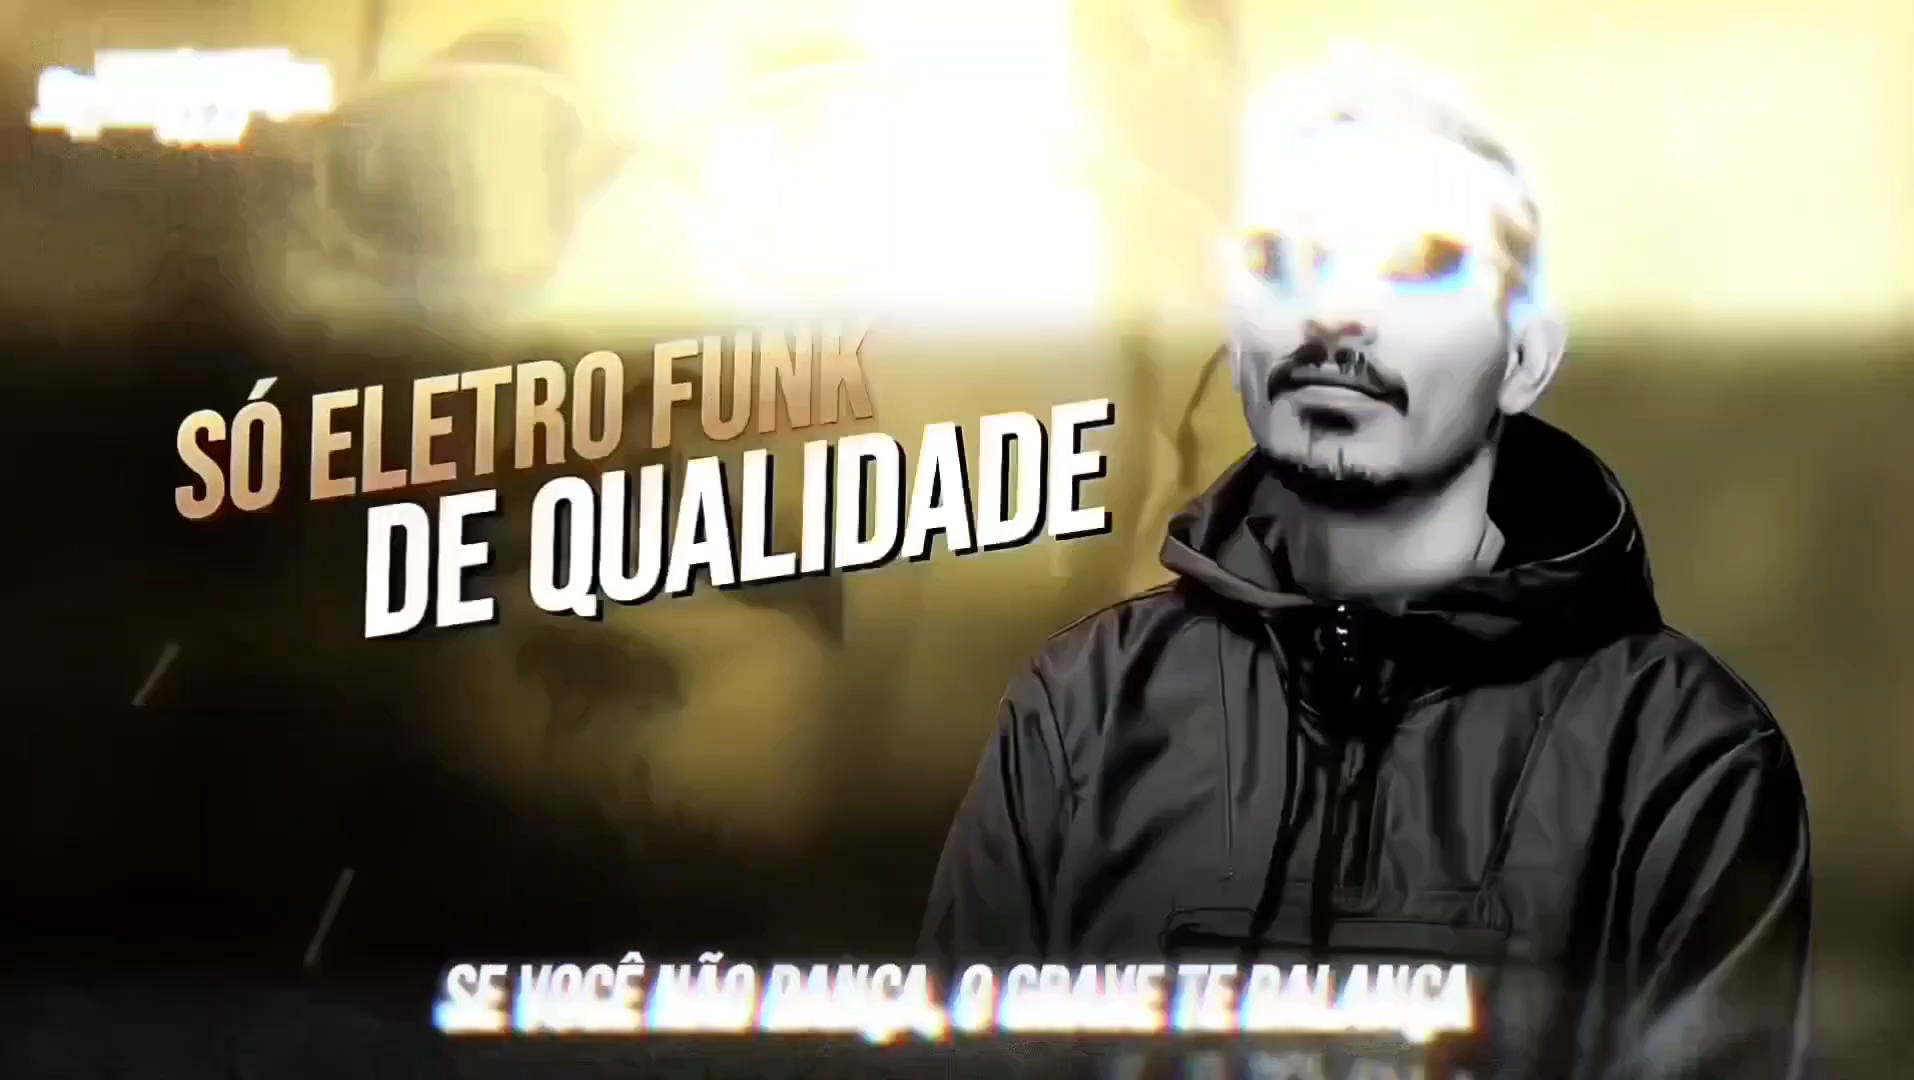 SÓ ELETRO FUNK
DE QUALIDADE
SE VOCÊ NÃO DANÇA, O GRAVE TE BALANÇA